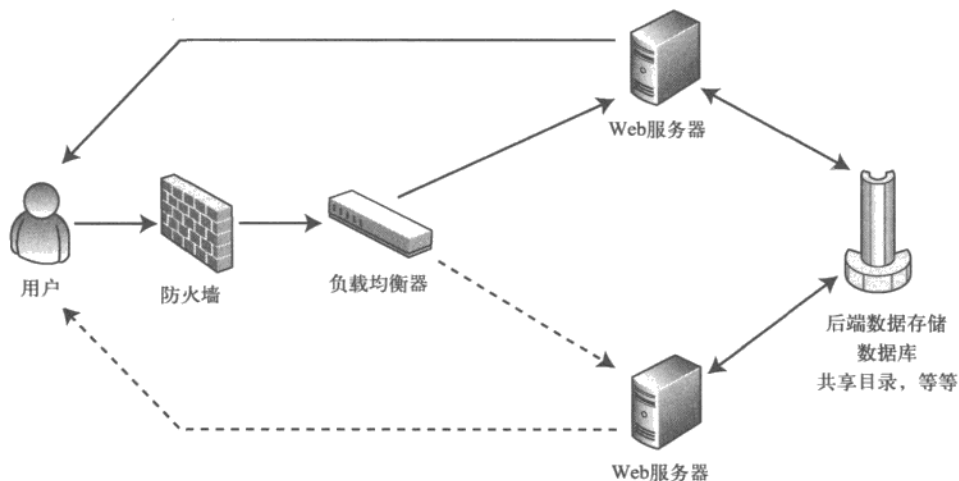 Web服务器
用户
防火墙
负载均衡器
后端数据存储
数据库
共享目录，等等
Web服务器